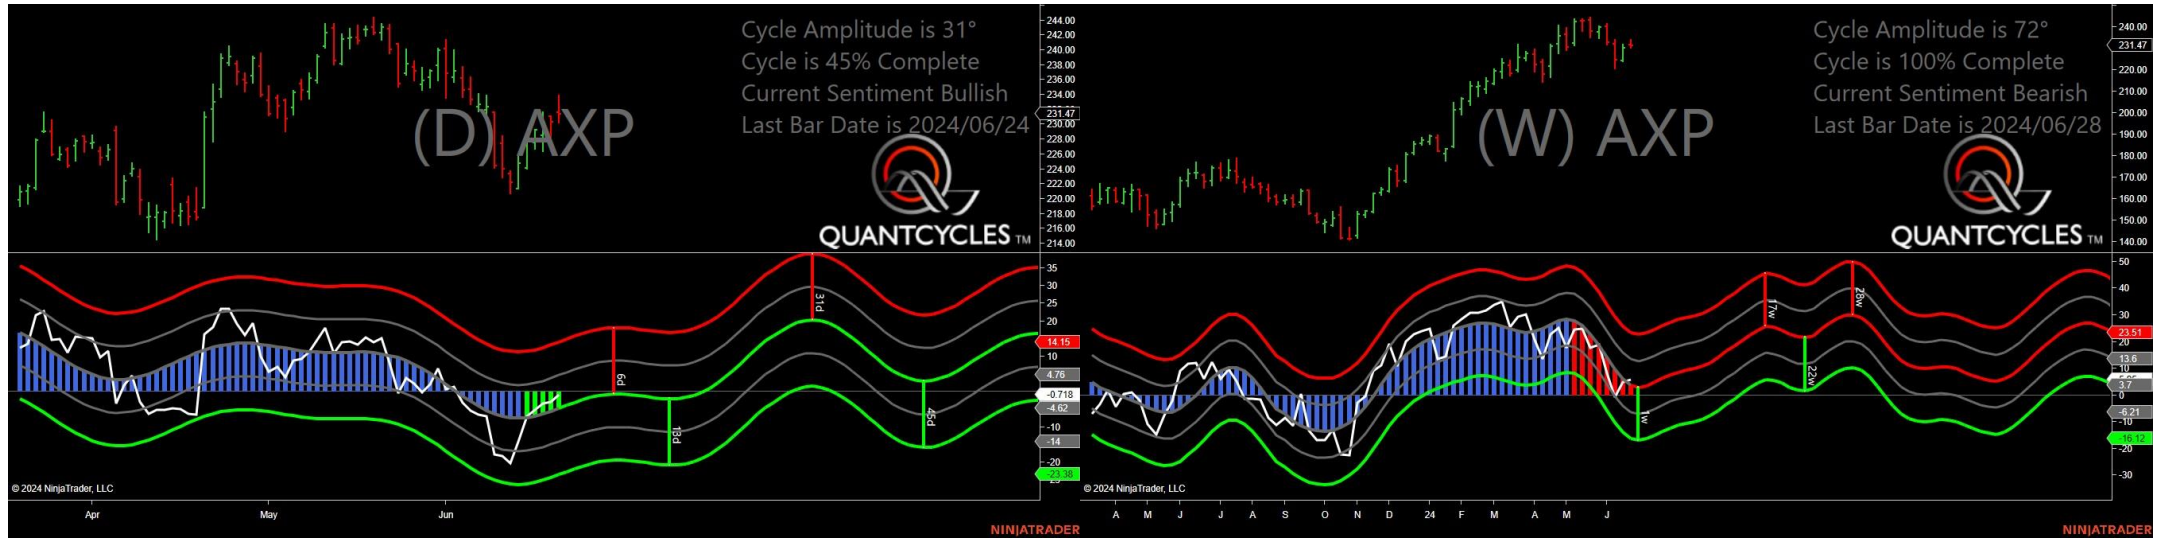 Cycle Amplitude is 31°
Cycle is 45% Complete
Current Sentiment Bullish
Last Bar Date is 2024/06/24
(D) AXP
QUANTCYCLES TM
244.00
242.00
240.00
238.00
236.00
234.00
231.47
230.00
228.00
226.00
224.00
222.00
220.00
218.00
216.00
214.00
35
30
25
20
14.15
10
4.76
-0.718
-4.62
-10
-14
-20
-23.38
6d
13d
31d
45d
© 2024 NinjaTrader, LLC
Apr
May
Jun
NINJATRADER
Cycle Amplitude is 72°
Cycle is 100% Complete
Current Sentiment Bearish
Last Bar Date is 2024/06/28
(W) AXP
QUANTCYCLES TM
240.00
231.47
220.00
210.00
200.00
190.00
180.00
170.00
160.00
150.00
140.00
50
40
30
23.51
20
13.6
10
3.7
0
-6.21
-10
-16.12
-20
-30
1w
17w
22w
28w
© 2024 NinjaTrader, LLC
A M J J A S O N D 24 F M A M J
NINJATRADER